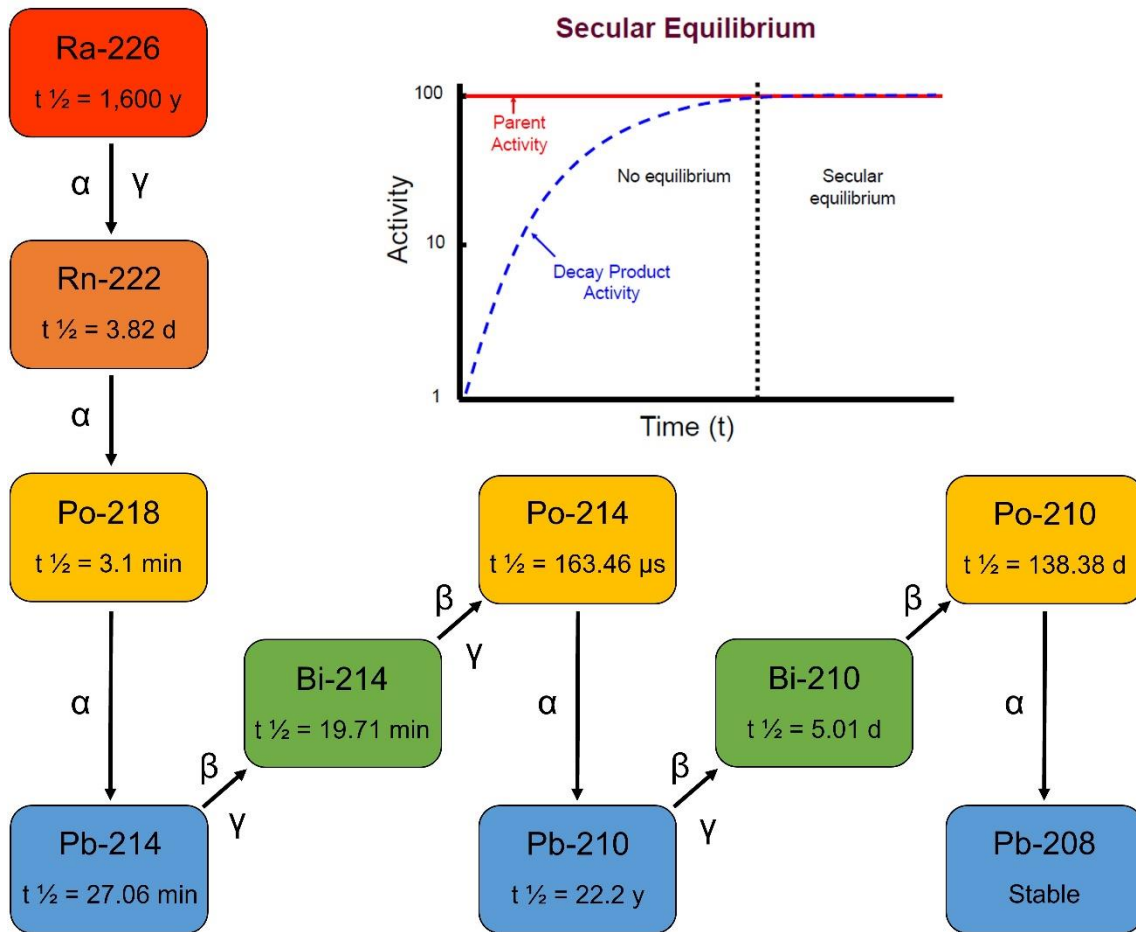 Ra-226
t ½ = 1,600 y
α γ
Rn-222
t ½ = 3.82 d
α
Po-218
t ½ = 3.1 min
α
Pb-214
t ½ = 27.06 min
β
γ
Bi-214
t ½ = 19.71 min
β
γ
Po-214
t ½ = 163.46 µs
α
Pb-210
t ½ = 22.2 y
β
γ
Bi-210
t ½ = 5.01 d
β
Po-210
t ½ = 138.38 d
α
Pb-208
Stable
Secular Equilibrium
100
10
1
Activity
Parent
Activity
No equilibrium
Secular
equilibrium
Decay Product
Activity
Time (t)